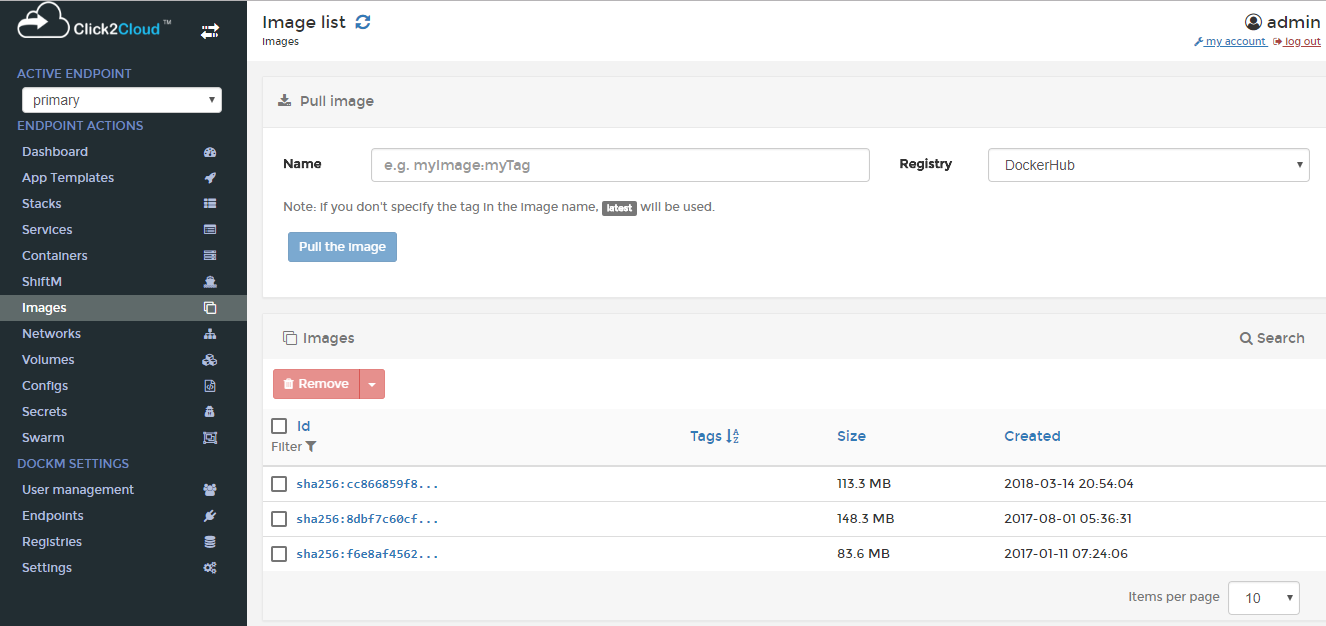 Click2Cloud™
ACTIVE ENDPOINT
primary
ENDPOINT ACTIONS
Dashboard
App Templates
Stacks
Services
Containers
ShiftM
Images
Networks
Volumes
Configs
Secrets
Swarm
DOCKM SETTINGS
User management
Endpoints
Registries
Settings
Image list
Images
admin
my account log out
Pull image
Name e.g. myImage:myTag Registry DockerHub
Note: if you don't specify the tag in the image name, latest will be used.
Pull the image
Images Search
Remove
Id Tags Size Created
Filter
sha256:cc866859f8... 113.3 MB 2018-03-14 20:54:04
sha256:8dbf7c60cf... 148.3 MB 2017-08-01 05:36:31
sha256:f6e8af4562... 83.6 MB 2017-01-11 07:24:06
Items per page 10